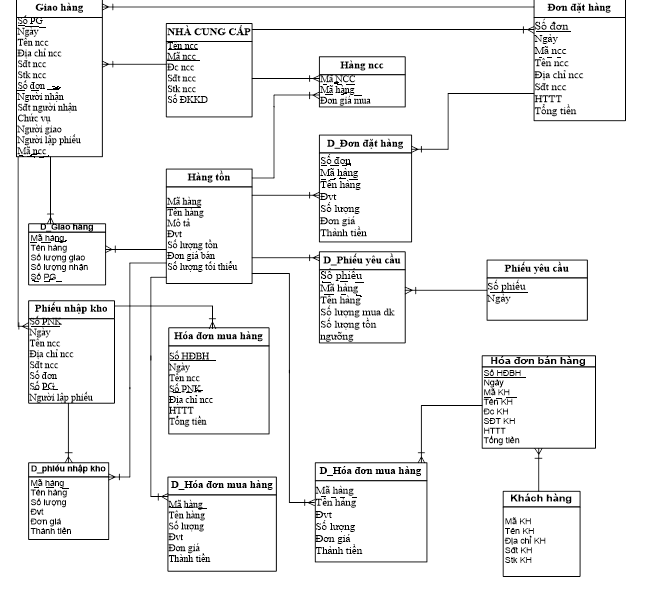 Giao hàng
Số PG
Ngày
Tên ncc
Địa chỉ ncc
Sđt ncc
Stk ncc
Số đơn
Người nhận
Sđt người nhận
Chức vụ
Người giao
Người lập phiếu
Mã ncc
NHÀ CUNG CẤP
Tên ncc
Mã ncc
Đc ncc
Sđt ncc
Stk ncc
Số ĐKKD
Hàng ncc
Mã NCC
Mã hàng
Đơn giá mua
Đơn đặt hàng
Số đơn
Ngày
Mã ncc
Tên ncc
Địa chỉ ncc
Sđt ncc
HTTT
Tổng tiền
D_Đơn đặt hàng
Số đơn
Mã hàng
Tên hàng
Đvt
Số lượng
Đơn giá
Thành tiền
Hàng tồn
Mã hàng
Tên hàng
Mô tả
Đvt
Số lượng tồn
Đơn giá bán
Số lượng tối thiểu
D_Giao hàng
Mã hàng
Tên hàng
Số lượng giao
Số lượng nhận
Số PG
D_Phiếu yêu cầu
Số phiếu
Mã hàng
Tên hàng
Số lượng mua dk
Số lượng tồn
ngưỡng
Phiếu yêu cầu
Số phiếu
Ngày
Phiếu nhập kho
Số PNK
Ngày
Tên ncc
Địa chỉ ncc
Sđt ncc
Số đơn
Số PG
Người lập phiếu
Hóa đơn mua hàng
Số HĐBH
Ngày
Tên ncc
Số PNK
Địa chỉ ncc
HTTT
Tổng tiền
Hóa đơn bán hàng
Số HĐBH
Ngày
Mã KH
Tên KH
Đc KH
SĐT KH
HTTT
Tổng tiền
D_phiếu nhập kho
Mã hàng
Tên hàng
Số lượng
Đvt
Đơn giá
Thành tiền
D_Hóa đơn mua hàng
Mã hàng
Tên hàng
Số lượng
Đvt
Đơn giá
Thành tiền
D_Hóa đơn mua hàng
Mã hàng
Tên hàng
Đvt
Số lượng
Đơn giá
Thành tiền
Khách hàng
Mã KH
Tên KH
Địa chỉ KH
Sđt KH
Stk KH